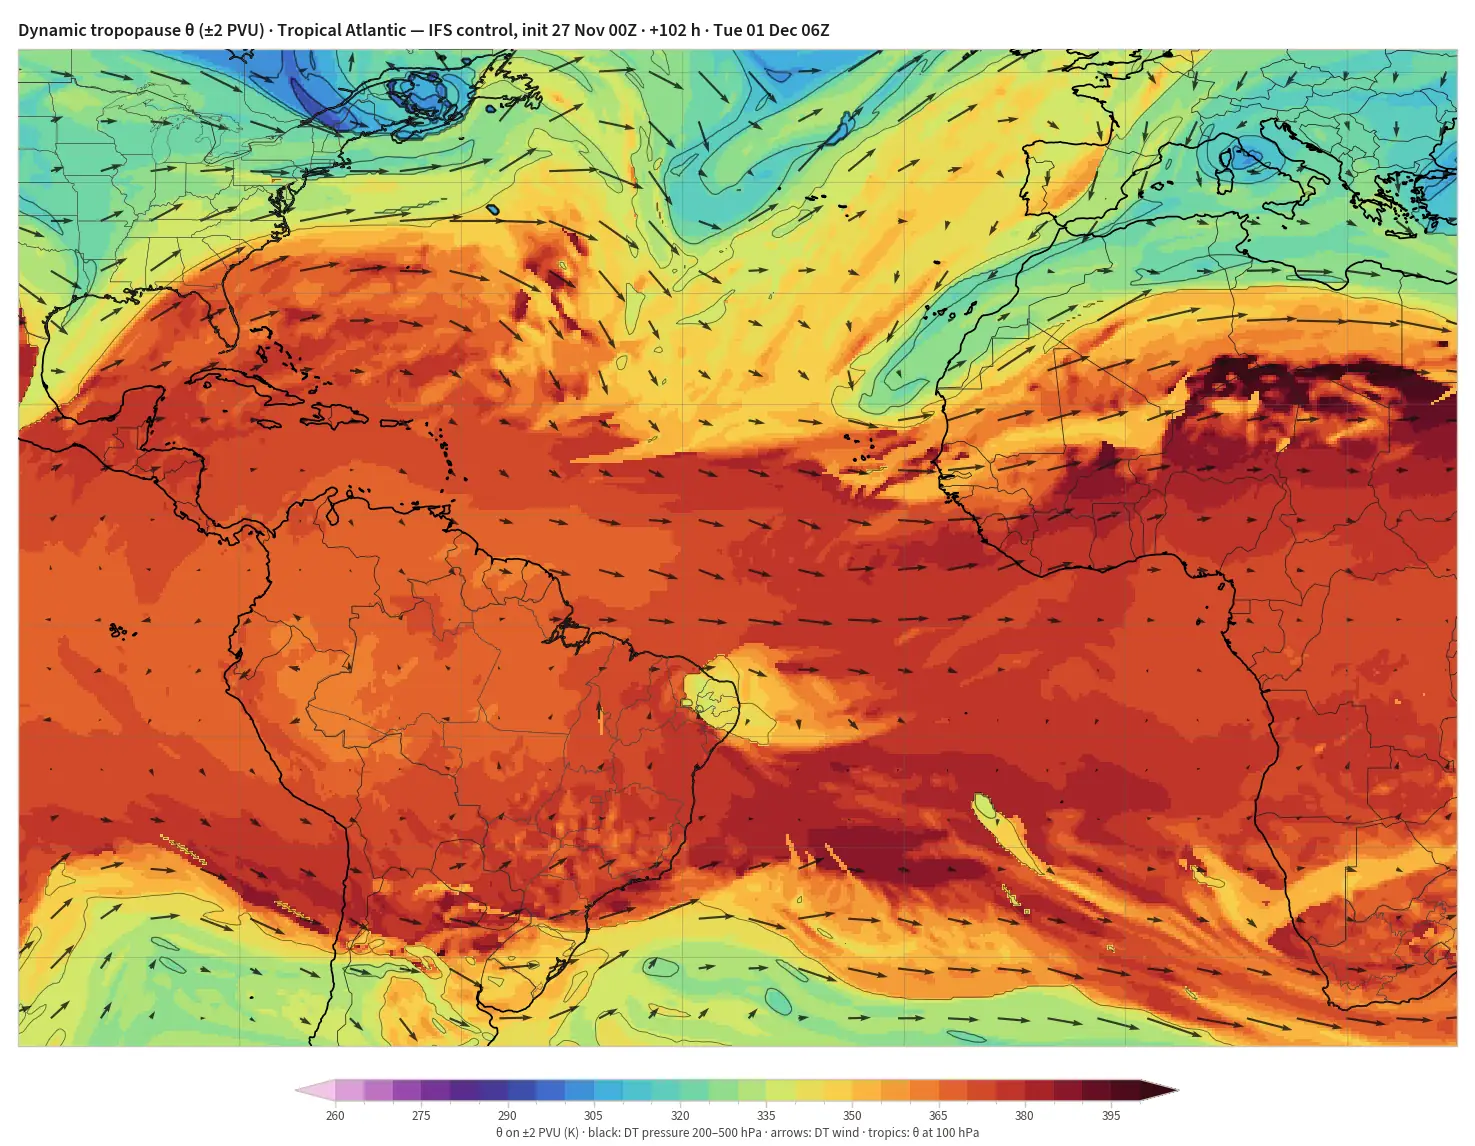 Dynamic tropopause θ (±2 PVU) · Tropical Atlantic — IFS control, init 27 Nov 00Z · +102 h · Tue 01 Dec 06Z
260 275 290 305 320 335 350 365 380 395
θ on ±2 PVU (K) · black: DT pressure 200–500 hPa · arrows: DT wind · tropics: θ at 100 hPa